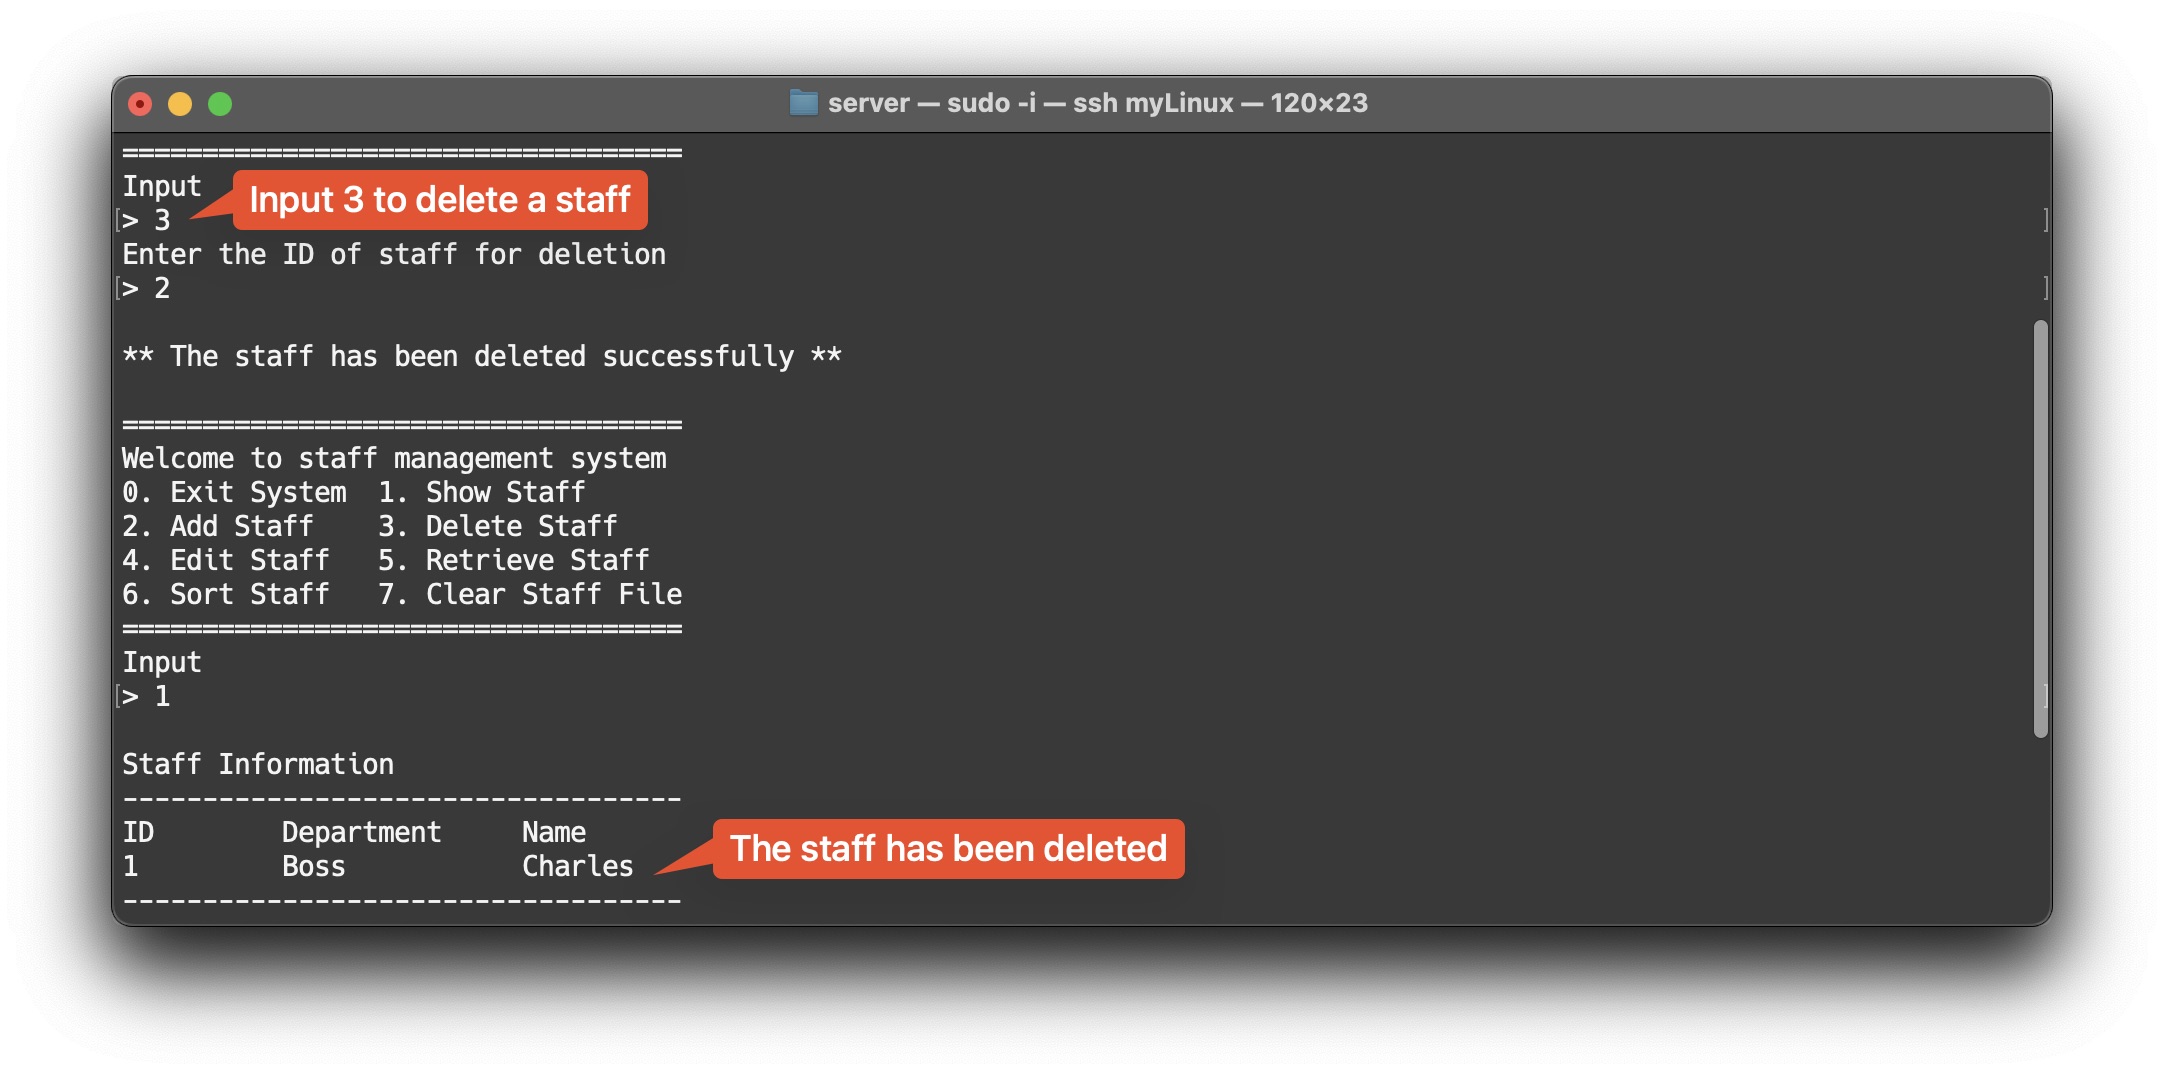 server — sudo -i — ssh myLinux — 120×23
===================================
Input
Input 3 to delete a staff
[> 3 ]
Enter the ID of staff for deletion
[> 2 ]
** The staff has been deleted successfully **
===================================
Welcome to staff management system
0. Exit System  1. Show Staff
2. Add Staff    3. Delete Staff
4. Edit Staff   5. Retrieve Staff
6. Sort Staff   7. Clear Staff File
===================================
Input
[> 1 ]
Staff Information
-----------------------------------
ID        Department     Name
1         Boss           Charles
The staff has been deleted
-----------------------------------